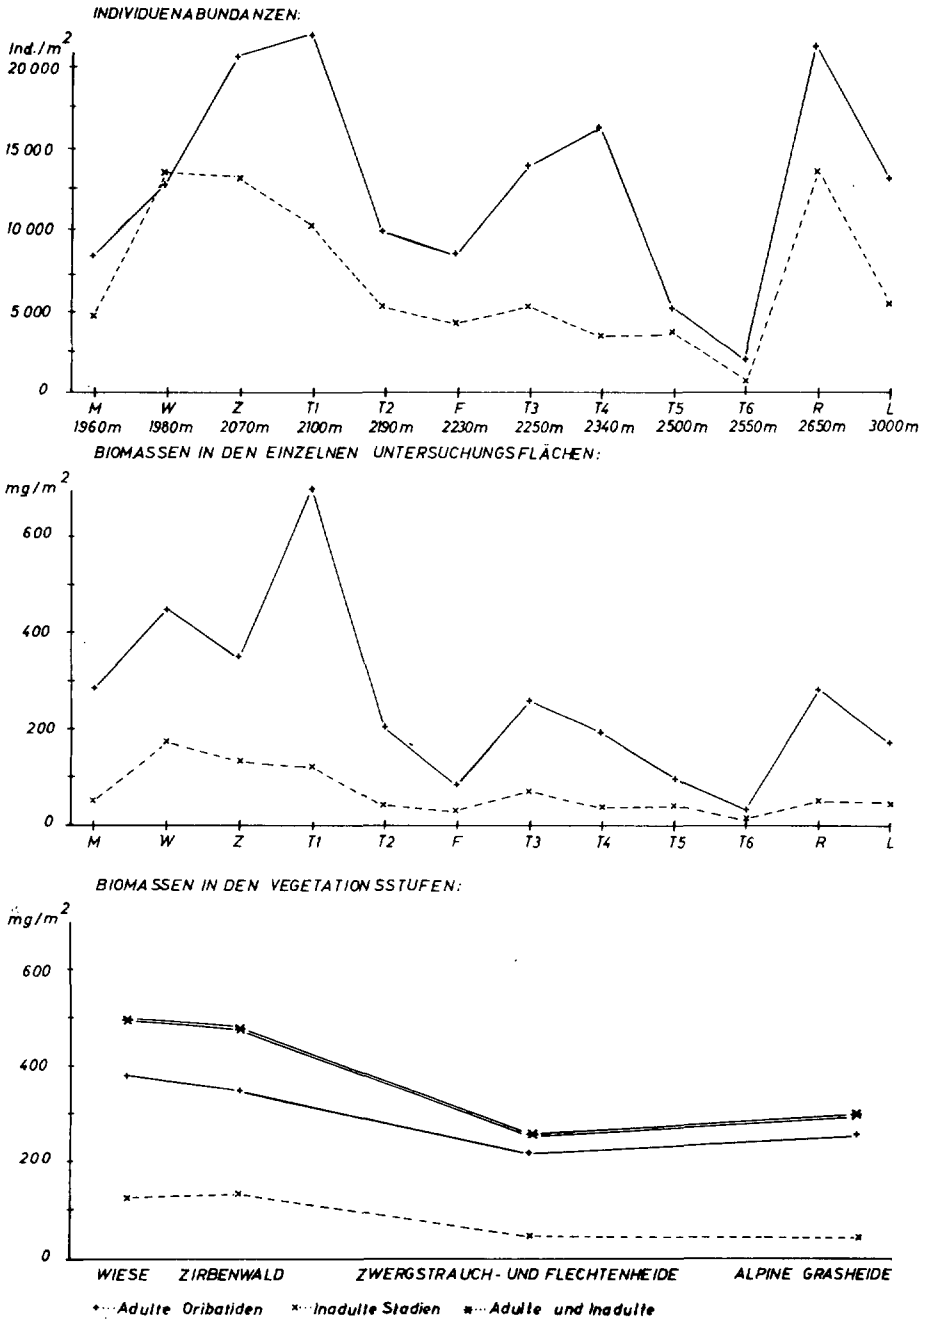 INDIVIDUENABUNDANZEN:
Ind./m²
20 000
15 000
10 000
5 000
0
M W Z T1 T2 F T3 T4 T5 T6 R L
1960m 1980m 2070m 2100m 2190m 2230m 2250m 2340m 2500m 2550m 2650m 3000m
BIOMASSEN IN DEN EINZELNEN UNTERSUCHUNGSFLÄCHEN:
mg/m²
600
400
200
0
M W Z T1 T2 F T3 T4 T5 T6 R L
BIOMASSEN IN DEN VEGETATIONSSTUFEN:
mg/m²
600
400
200
0
WIESE ZIRBENWALD ZWERGSTRAUCH- UND FLECHTENHEIDE ALPINE GRASHEIDE
+··· Adulte Oribatiden x··· Inadulte Stadien *··· Adulte und Inadulte